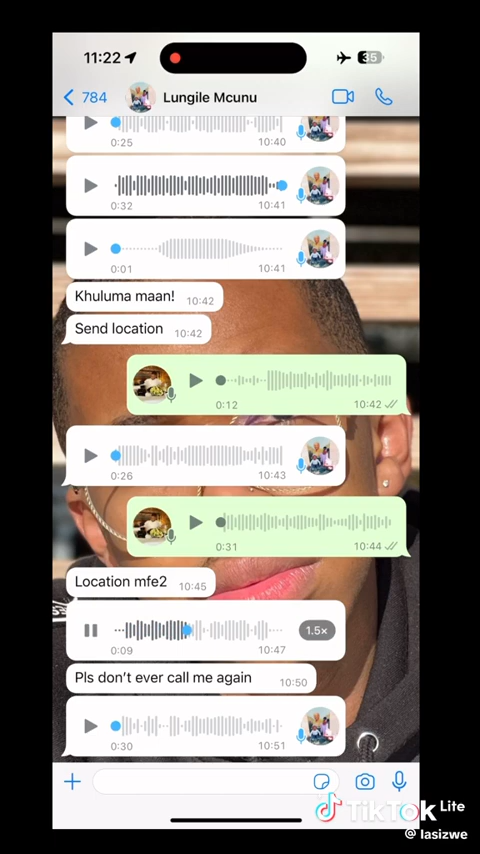 11:22
35
784
Lungile Mcunu
0:25
10:40
0:32
10:41
0:01
10:41
Khuluma maan! 10:42
Send location 10:42
0:12
10:42
0:26
10:43
0:31
10:44
Location mfe2 10:45
1.5×
0:09
10:47
Pls don't ever call me again 10:50
0:30
10:51
TikTok Lite
@ lasizwe